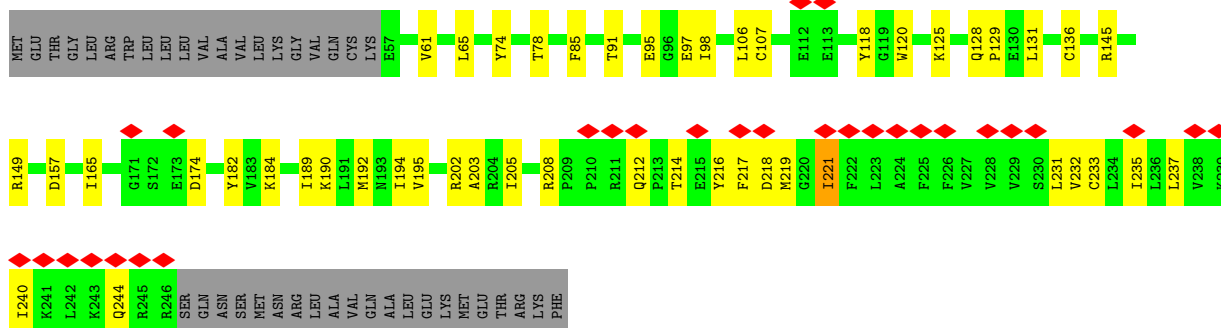 MET
GLU
THR
GLY
LEU
ARG
TRP
LEU
LEU
LEU
VAL
ALA
VAL
LEU
LYS
GLY
VAL
GLN
CYS
LYS
E57
V61
L65
Y74
T78
F85
T91
E95
G96
E97
I98
L106
C107
E112
E113
Y118
G119
W120
K125
Q128
P129
E130
L131
C136
R145
R149
D157
I165
G171
S172
E173
D174
Y182
V183
K184
I189
K190
L191
M192
N193
I194
V195
R202
A203
R204
I205
R208
P209
P210
R211
Q212
P213
T214
E215
Y216
F217
D218
M219
G220
I221
F222
L223
A224
F225
F226
V227
V228
V229
S230
L231
V232
C233
L234
I235
L236
L237
V238
I240
K241
L242
K243
Q244
R245
R246
SER
GLN
ASN
SER
MET
ASN
ARG
LEU
ALA
VAL
GLN
ALA
LEU
GLU
LYS
MET
GLU
THR
ARG
LYS
PHE